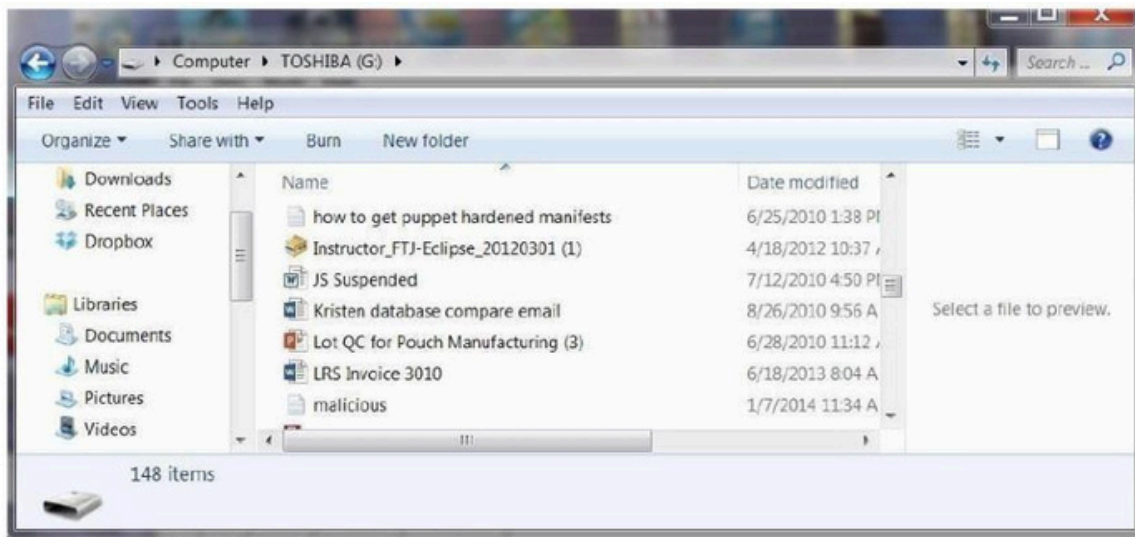 Computer ▸ TOSHIBA (G:) ▸ Search ...
File Edit View Tools Help
Organize Share with Burn New folder
Downloads
Recent Places
Dropbox
Libraries
Documents
Music
Pictures
Videos
Name Date modified
how to get puppet hardened manifests 6/25/2010 1:38 P
Instructor_FTJ-Eclipse_20120301 (1) 4/18/2012 10:37
JS Suspended 7/12/2010 4:50 P
Kristen database compare email 8/26/2010 9:56 A
Lot QC for Pouch Manufacturing (3) 6/28/2010 11:12
LRS Invoice 3010 6/18/2013 8:04 A
malicious 1/7/2014 11:34 A
Select a file to preview.
148 items